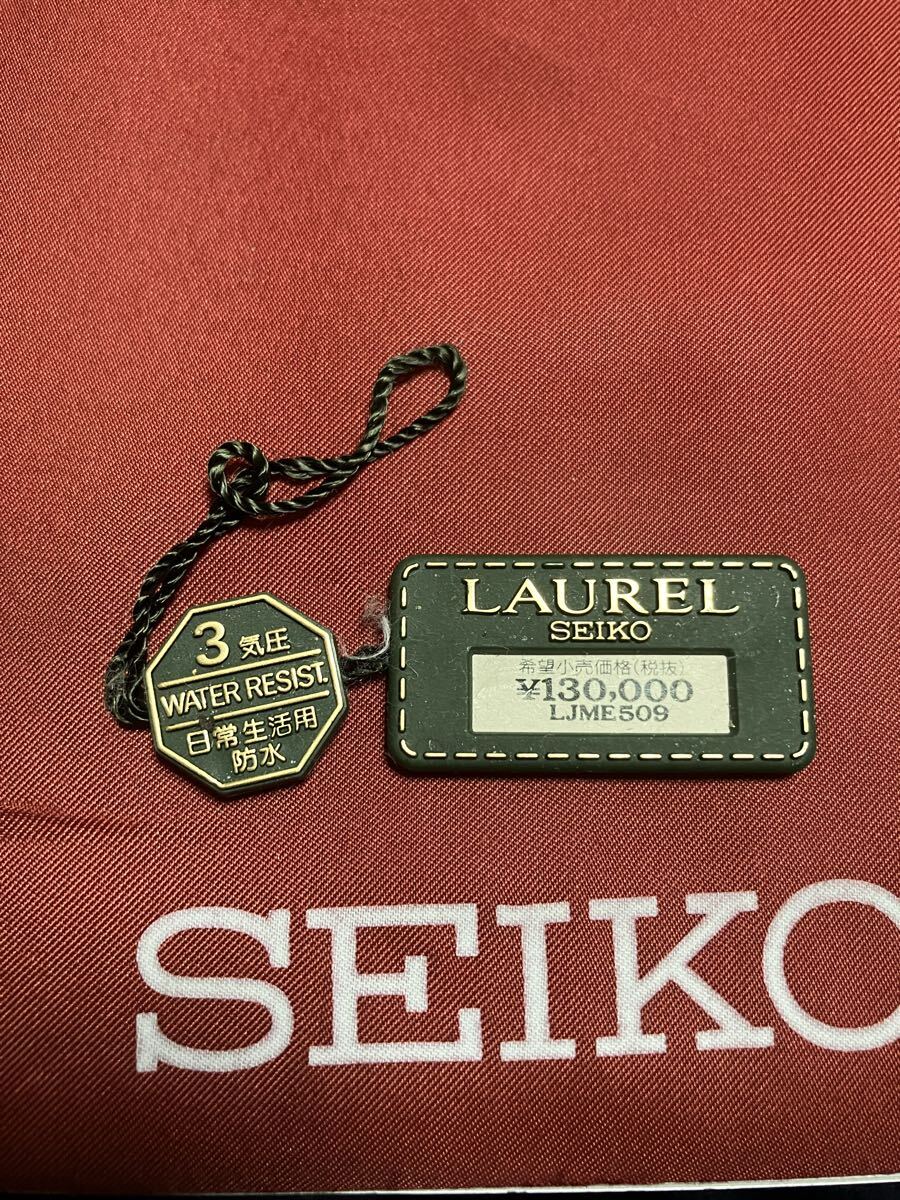 3 気圧
WATER RESIST.
日常生活用
防水
LAUREL
SEIKO
希望小売価格(税抜)
¥130,000
LJME509
SEIKO